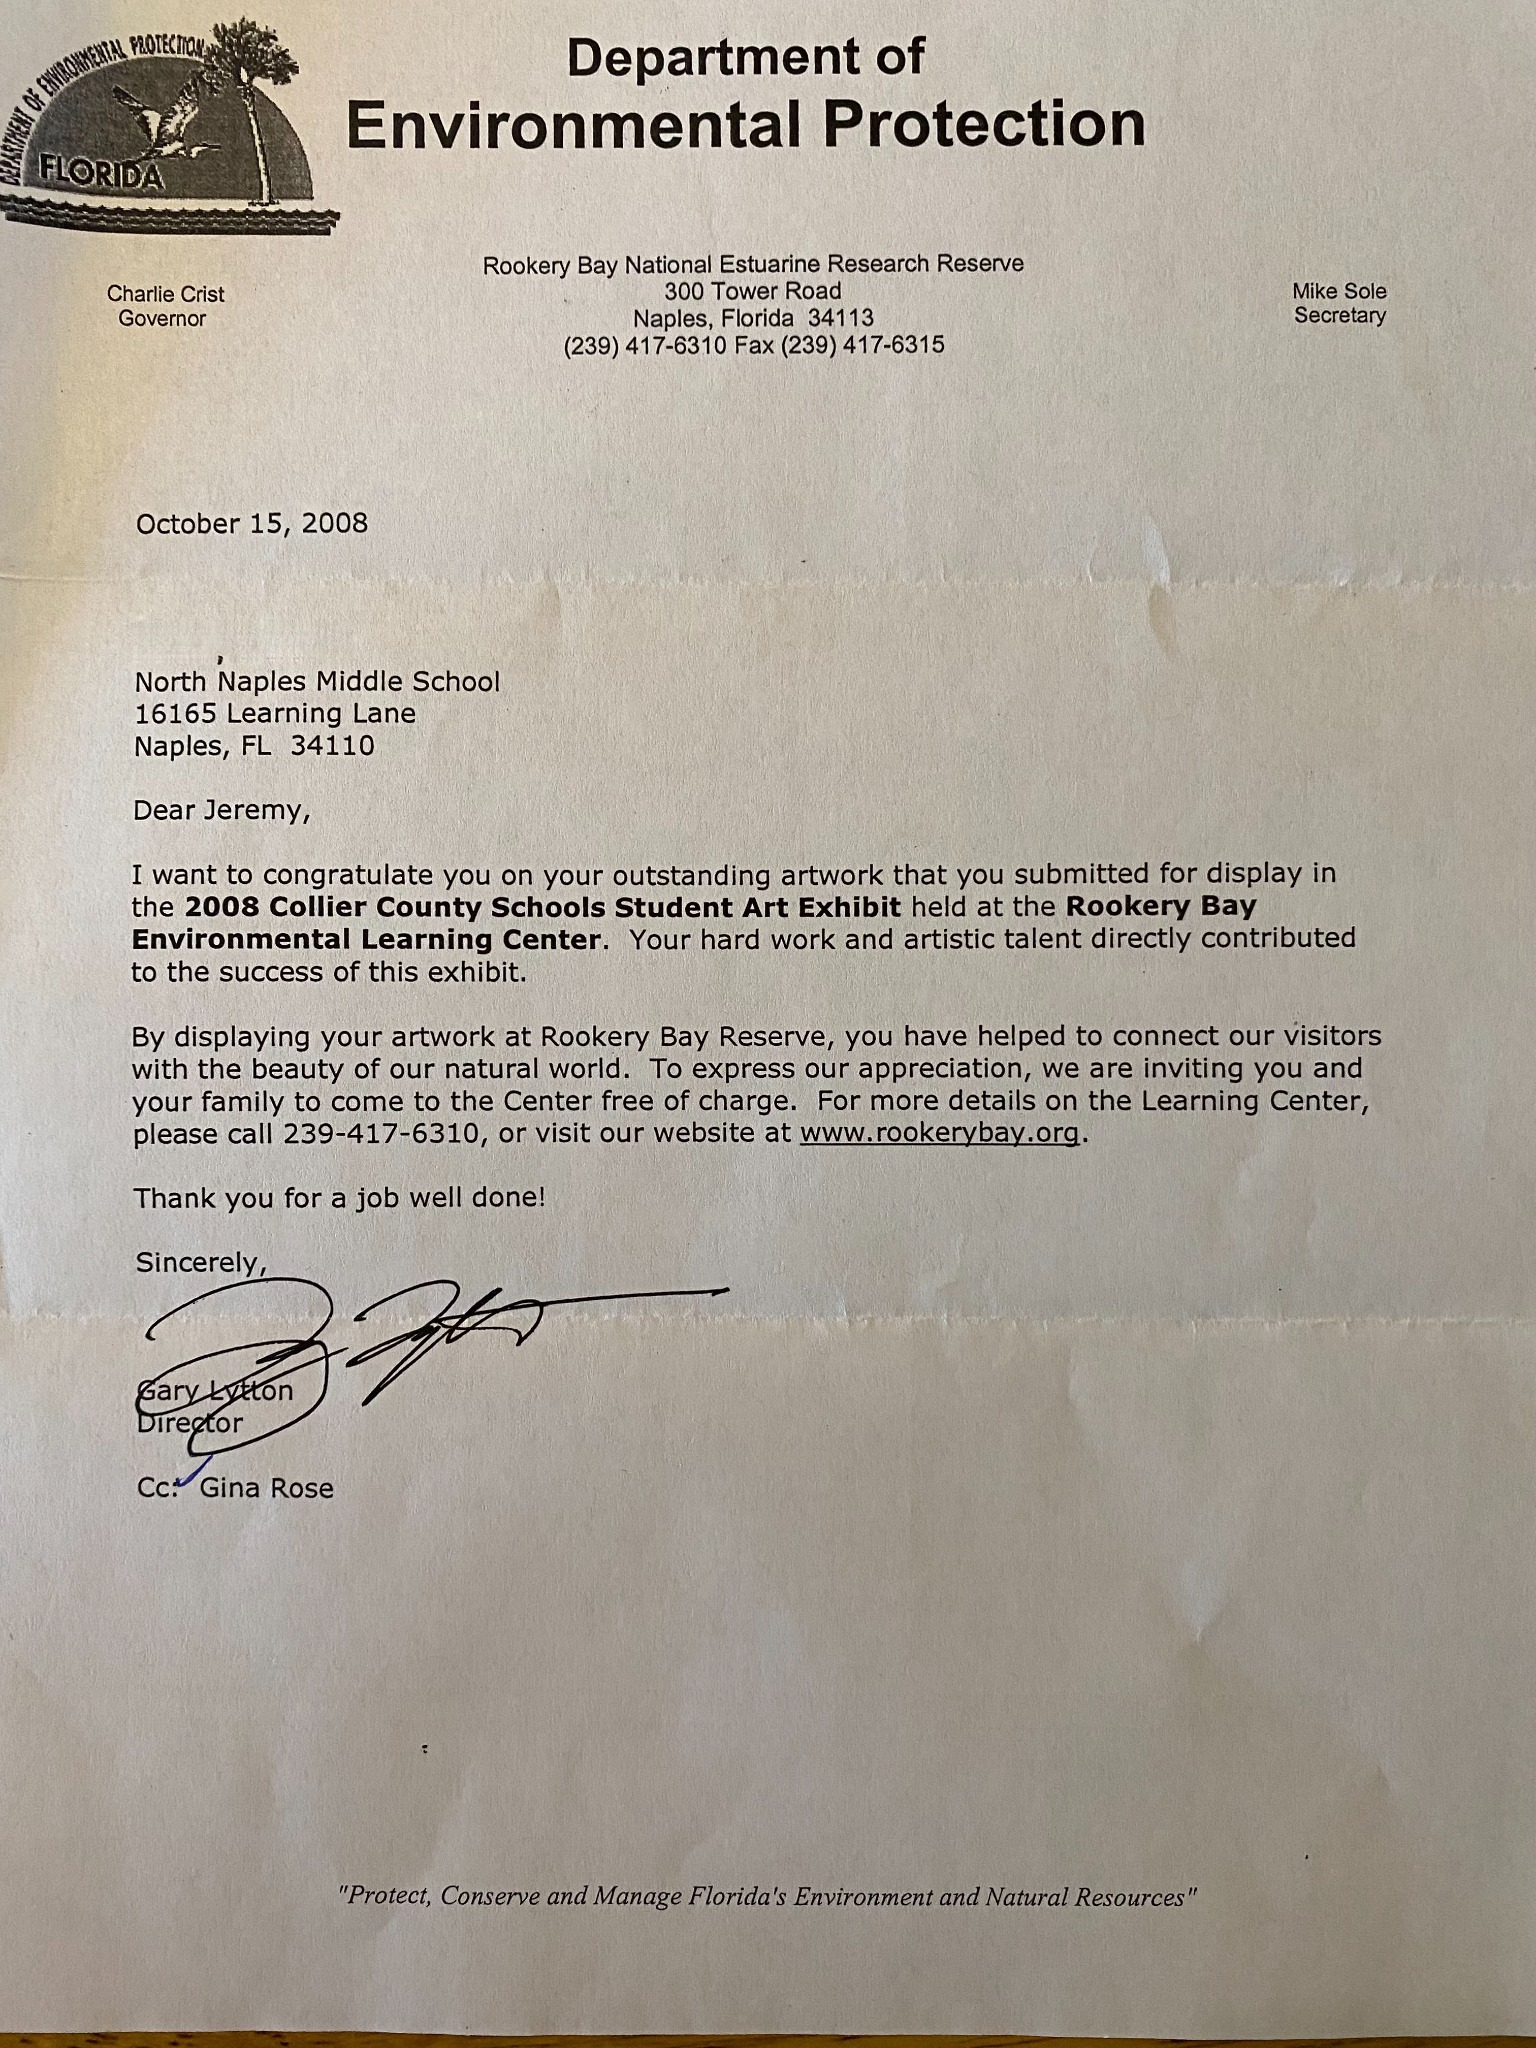 DEPARTMENT OF ENVIRONMENTAL PROTECTION
FLORIDA
Department of
Environmental Protection
Rookery Bay National Estuarine Research Reserve
300 Tower Road
Naples, Florida  34113
(239) 417-6310 Fax (239) 417-6315
Charlie Crist
Governor
Mike Sole
Secretary
October 15, 2008
North Naples Middle School
16165 Learning Lane
Naples, FL  34110
Dear Jeremy,
I want to congratulate you on your outstanding artwork that you submitted for display in
the 2008 Collier County Schools Student Art Exhibit held at the Rookery Bay
Environmental Learning Center.  Your hard work and artistic talent directly contributed
to the success of this exhibit.
By displaying your artwork at Rookery Bay Reserve, you have helped to connect our visitors
with the beauty of our natural world.  To express our appreciation, we are inviting you and
your family to come to the Center free of charge.  For more details on the Learning Center,
please call 239-417-6310, or visit our website at www.rookerybay.org.
Thank you for a job well done!
Sincerely,
Gary Lytton
Director
Cc:  Gina Rose
"Protect, Conserve and Manage Florida's Environment and Natural Resources"